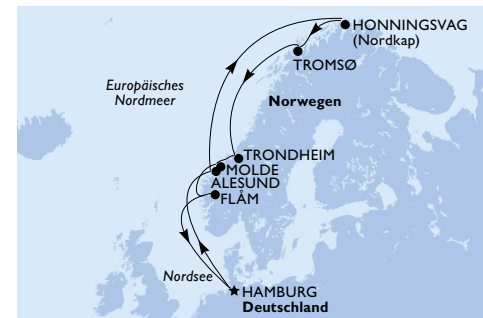 HONNINGSVAG
(Nordkap)
TROMSØ
Europäisches
Nordmeer
Norwegen
TRONDHEIM
MOLDE
ALESUND
FLÅM
Nordsee
HAMBURG
Deutschland